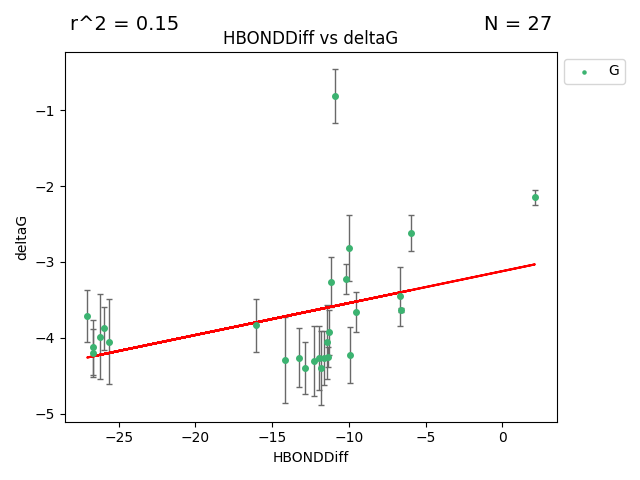 r^2 = 0.15
N = 27
HBONDDiff vs deltaG
G
−1
−2
−3
−4
−5
deltaG
−25
−20
−15
−10
−5
0
HBONDDiff